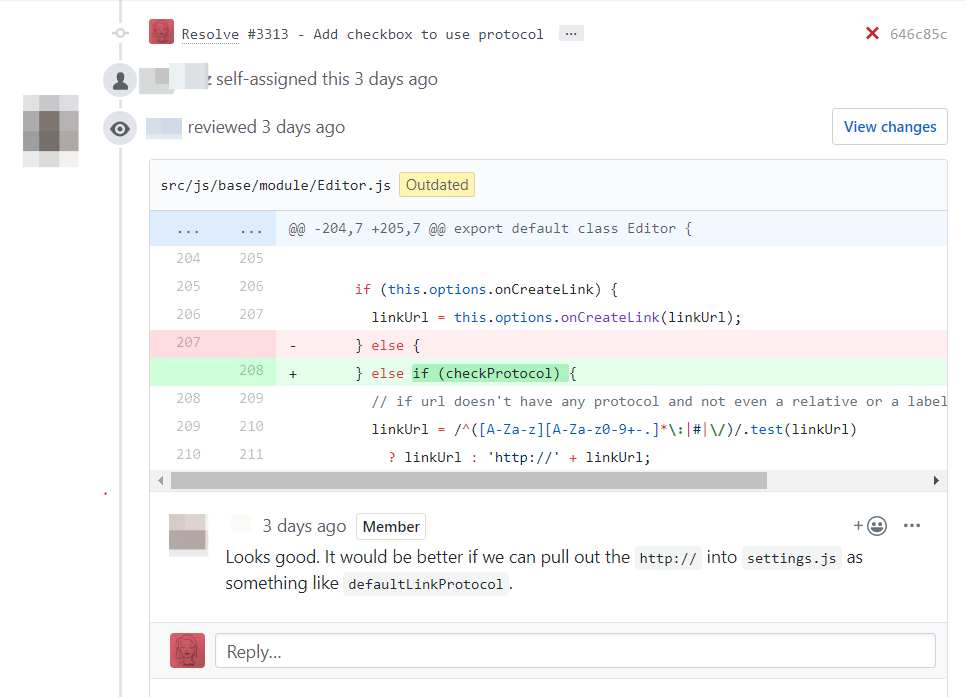 Resolve #3313 - Add checkbox to use protocol ... 646c85c
self-assigned this 3 days ago
reviewed 3 days ago View changes
src/js/base/module/Editor.js Outdated
... ... @@ -204,7 +205,7 @@ export default class Editor {
204 205
205 206 if (this.options.onCreateLink) {
206 207 linkUrl = this.options.onCreateLink(linkUrl);
207 - } else {
208 + } else if (checkProtocol) {
208 209 // if url doesn't have any protocol and not even a relative or a label
209 210 linkUrl = /^([A-Za-z][A-Za-z0-9+-.]*\:|#|\/)/.test(linkUrl)
210 211 ? linkUrl : 'http://' + linkUrl;
3 days ago Member
Looks good. It would be better if we can pull out the http:// into settings.js as
something like defaultLinkProtocol.
Reply...